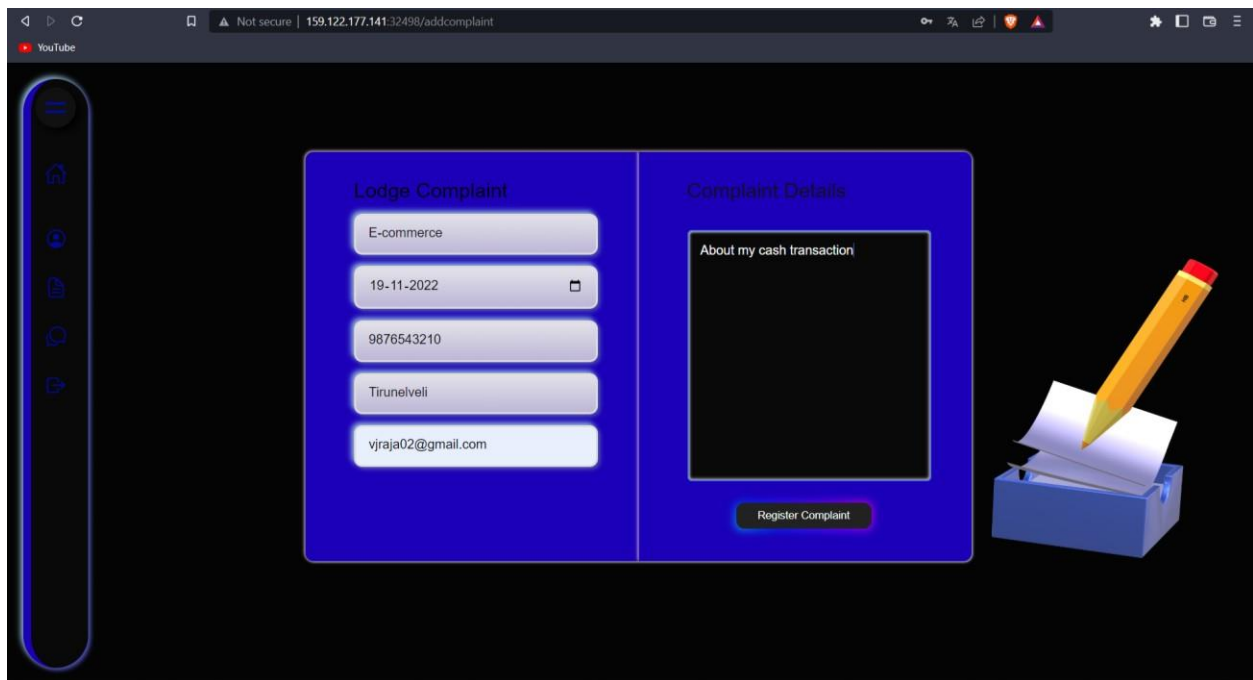 Not secure | 159.122.177.141:32498/addcomplaint
YouTube
Lodge Complaint
E-commerce
19-11-2022
9876543210
Tirunelveli
vjraja02@gmail.com
Complaint Details
About my cash transaction
Register Complaint